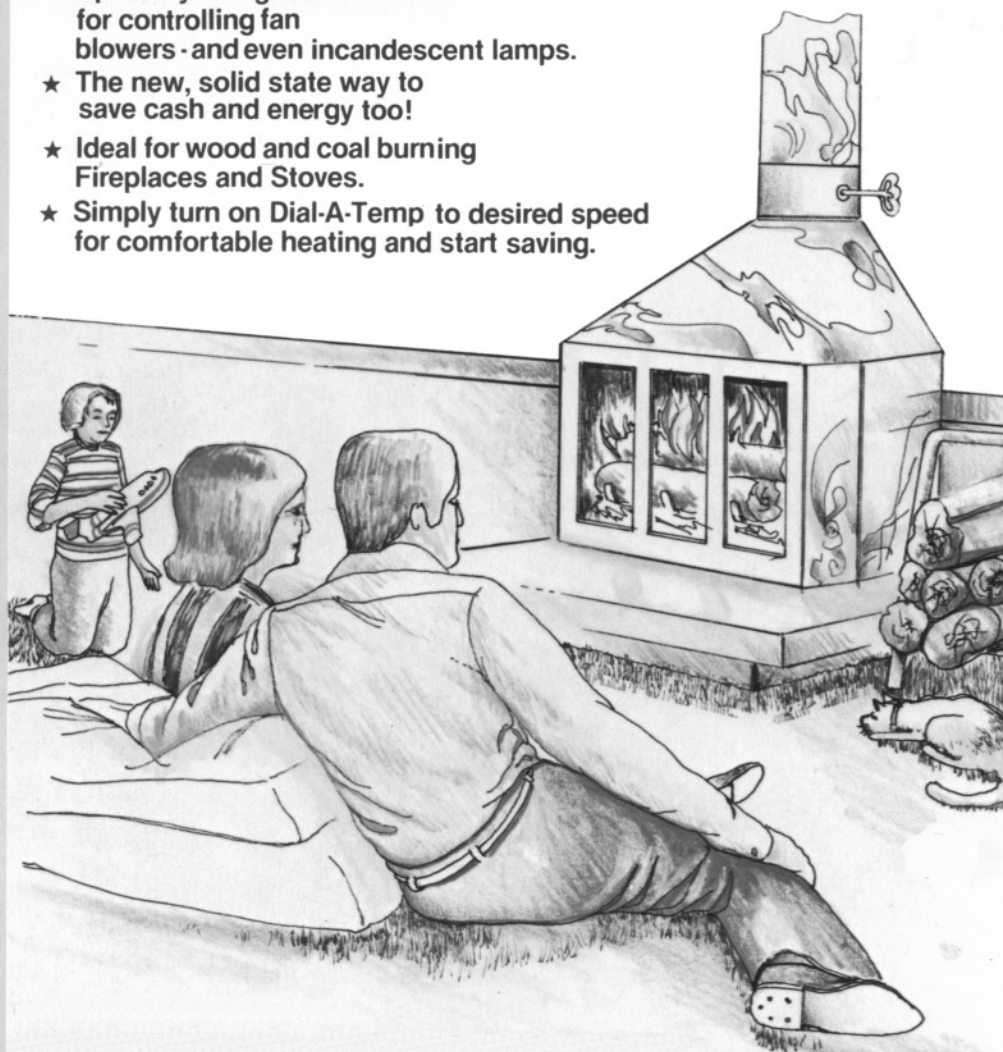 for controlling fan
blowers - and even incandescent lamps.
★ The new, solid state way to
save cash and energy too!
★ Ideal for wood and coal burning
Fireplaces and Stoves.
★ Simply turn on Dial-A-Temp to desired speed
for comfortable heating and start saving.